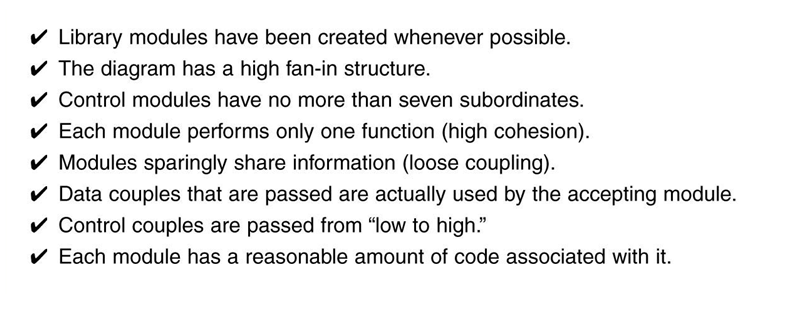 ✔ Library modules have been created whenever possible.
✔ The diagram has a high fan-in structure.
✔ Control modules have no more than seven subordinates.
✔ Each module performs only one function (high cohesion).
✔ Modules sparingly share information (loose coupling).
✔ Data couples that are passed are actually used by the accepting module.
✔ Control couples are passed from “low to high.”
✔ Each module has a reasonable amount of code associated with it.